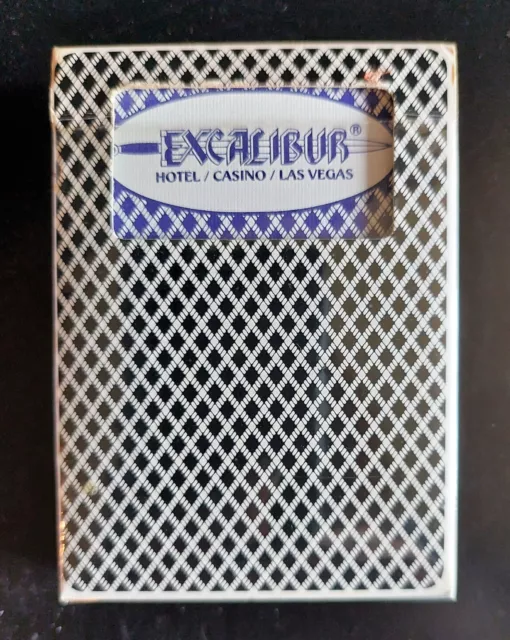 EXCALIBUR®
HOTEL / CASINO / LAS VEGAS